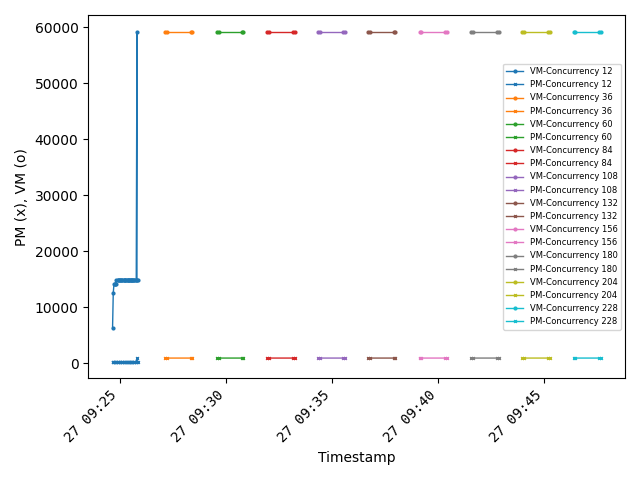 60000
50000
40000
30000
20000
10000
0
PM (x), VM (o)
VM-Concurrency 12
PM-Concurrency 12
VM-Concurrency 36
PM-Concurrency 36
VM-Concurrency 60
PM-Concurrency 60
VM-Concurrency 84
PM-Concurrency 84
VM-Concurrency 108
PM-Concurrency 108
VM-Concurrency 132
PM-Concurrency 132
VM-Concurrency 156
PM-Concurrency 156
VM-Concurrency 180
PM-Concurrency 180
VM-Concurrency 204
PM-Concurrency 204
VM-Concurrency 228
PM-Concurrency 228
27 09:25
27 09:30
27 09:35
27 09:40
27 09:45
Timestamp